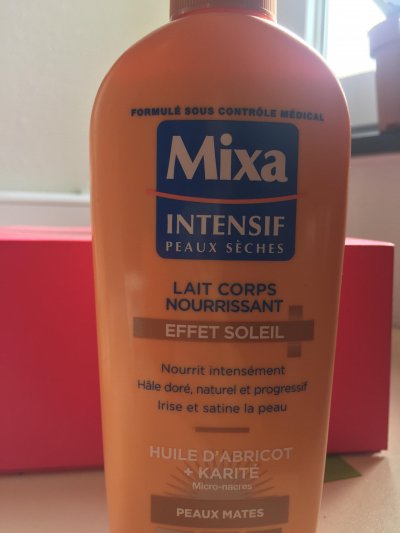 FORMULÉ SOUS CONTRÔLE MÉDICAL
Mixa
INTENSIF
PEAUX SÈCHES
LAIT CORPS
NOURRISSANT
EFFET SOLEIL
Nourrit intensément
Hâle doré, naturel et progressif
Irise et satine la peau
HUILE D'ABRICOT
+ KARITÉ
Micro-nacres
PEAUX MATES